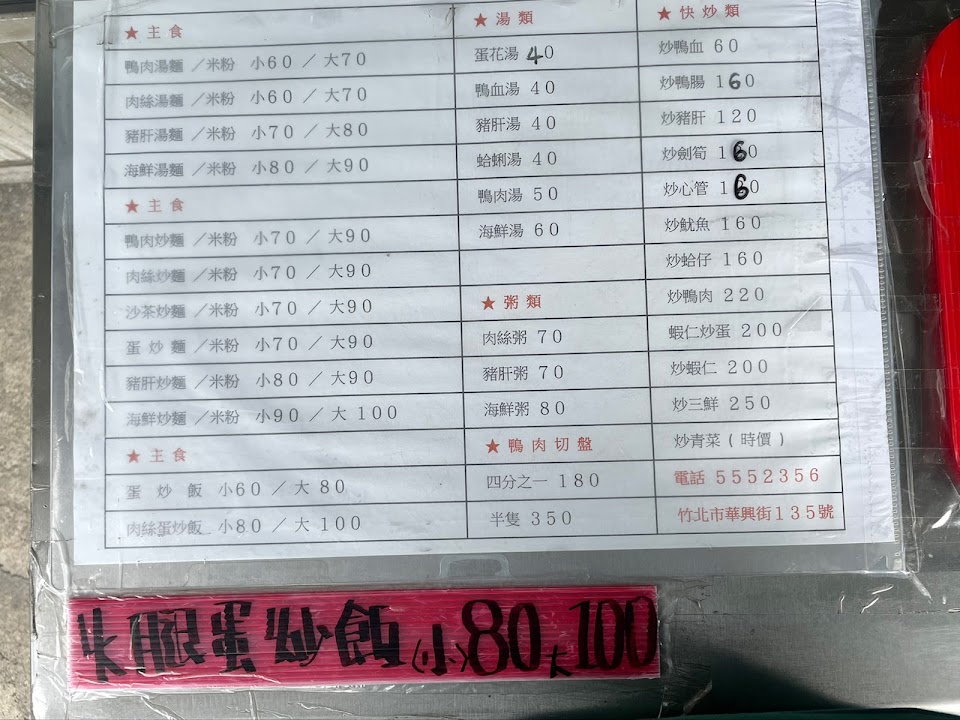 ★ 主食
鴨肉湯麵 ／米粉 小60 ／ 大70
肉絲湯麵 ／米粉 小60 ／ 大70
豬肝湯麵 ／米粉 小70 ／ 大80
海鮮湯麵 ／米粉 小80 ／ 大90
★ 主食
鴨肉炒麵 ／米粉 小70 ／ 大90
肉絲炒麵 ／米粉 小70 ／ 大90
沙茶炒麵 ／米粉 小70 ／ 大90
蛋 炒 麵 ／米粉 小70 ／ 大90
豬肝炒麵 ／米粉 小80 ／ 大90
海鮮炒麵 ／米粉 小90 ／ 大 100
★ 主食
蛋 炒 飯 小60 ／ 大 80
肉絲蛋炒飯 小80 ／ 大 100
★ 湯類
蛋花湯 40
鴨血湯 40
豬肝湯 40
蛤蜊湯 40
鴨肉湯 50
海鮮湯 60
★ 粥類
肉絲粥 70
豬肝粥 70
海鮮粥 80
★ 鴨肉切盤
四分之一 180
半隻 350
★ 快炒類
炒鴨血 60
炒鴨腸 160
炒豬肝 120
炒劍筍 160
炒心管 160
炒魷魚 160
炒蛤仔 160
炒鴨肉 220
蝦仁炒蛋 200
炒蝦仁 200
炒三鮮 250
炒青菜 ( 時價 )
電話 5552356
竹北市華興街135號
火腿蛋炒飯(小)80大100